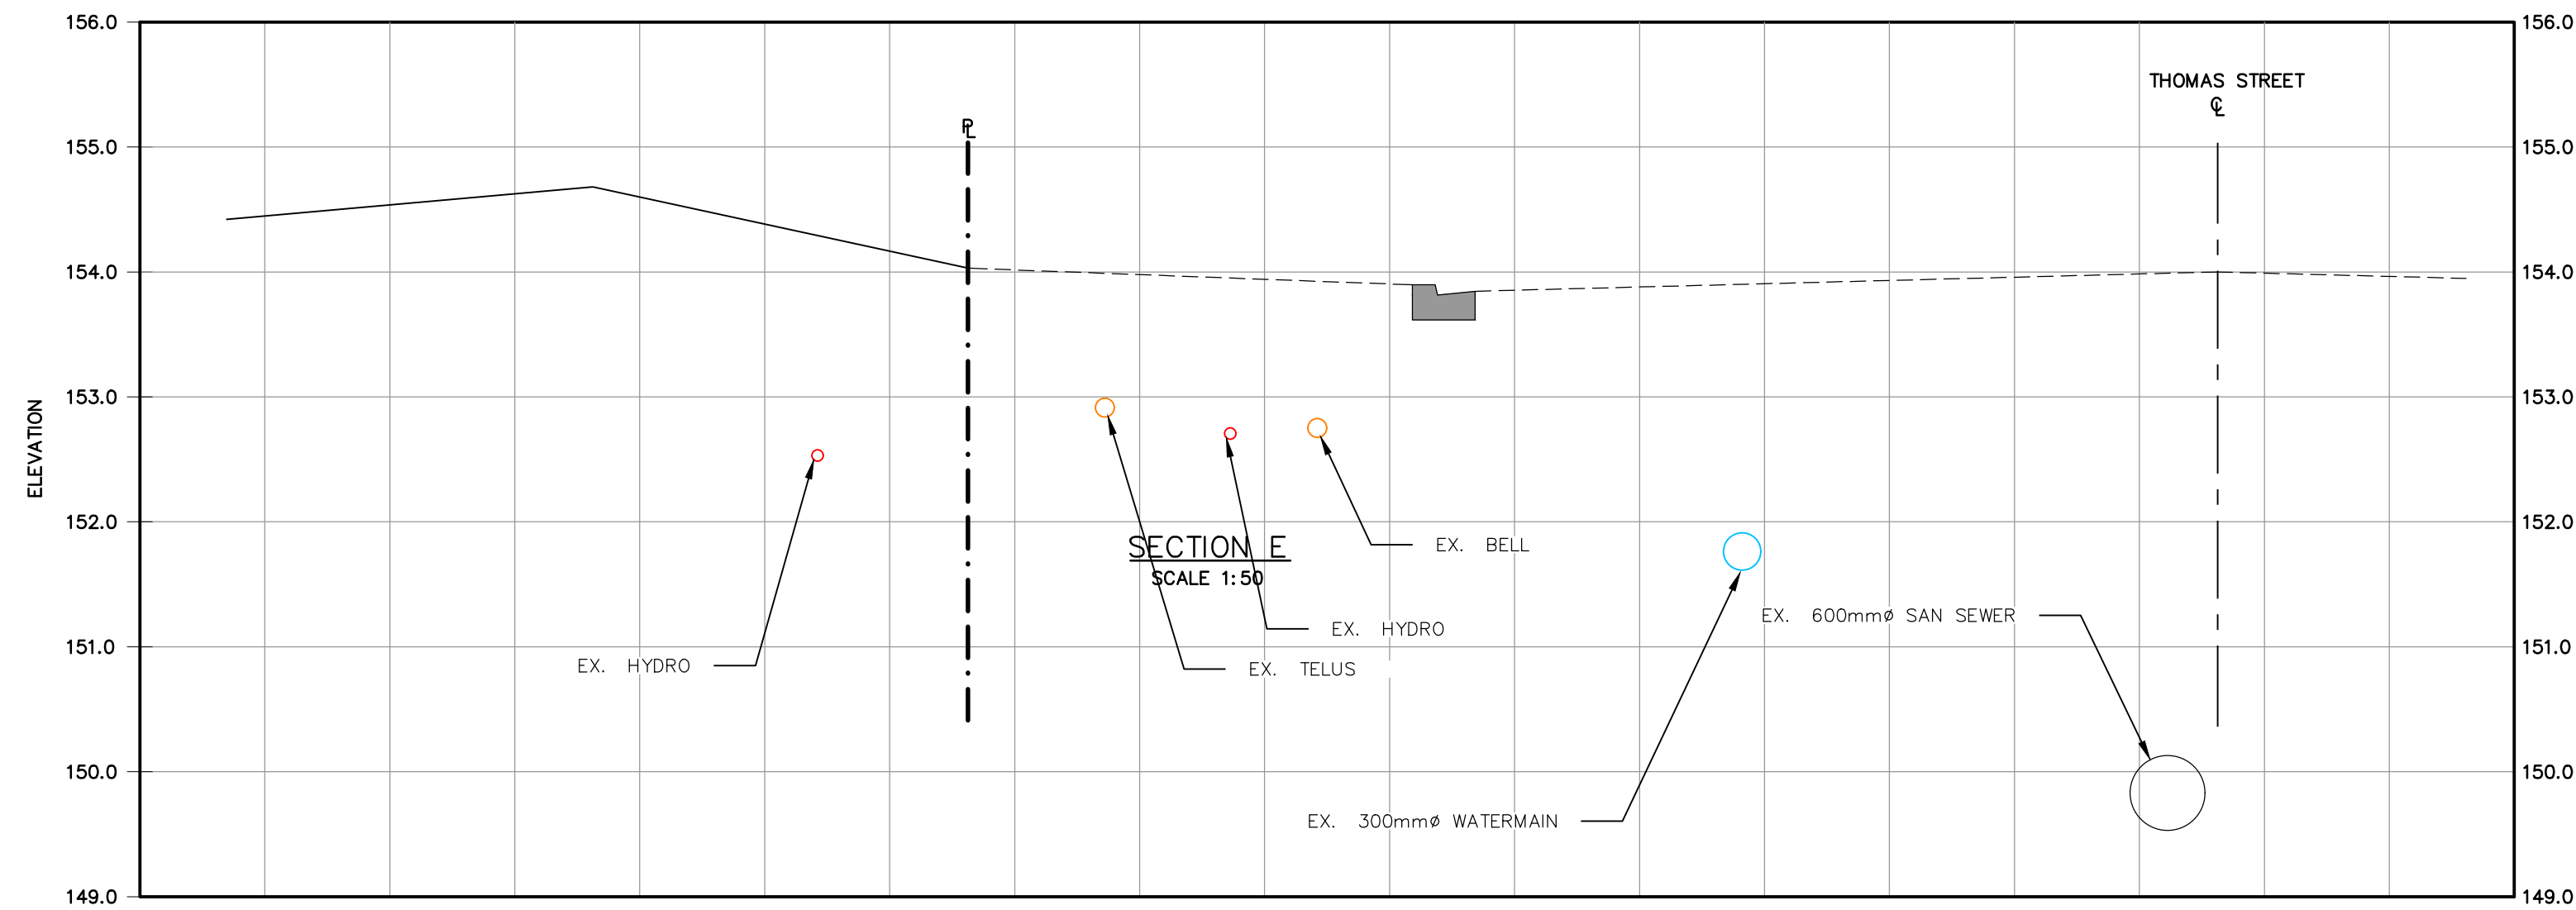 156.0
156.0
THOMAS STREET
℄
PL
155.0
155.0
154.0
154.0
153.0
153.0
ELEVATION
152.0
152.0
SECTION E
SCALE 1:50
EX. BELL
EX. 600mmø SAN SEWER
EX. HYDRO
151.0
151.0
EX. HYDRO
EX. TELUS
150.0
150.0
EX. 300mmø WATERMAIN
149.0
149.0